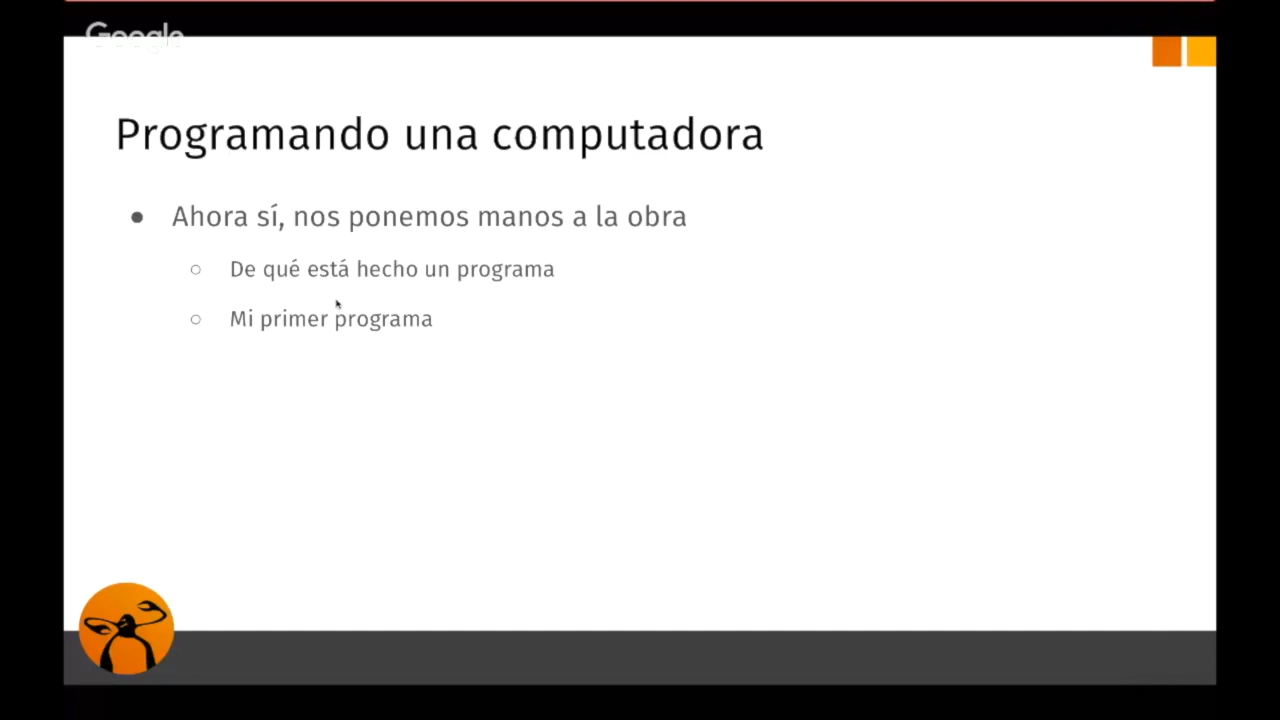 Google
Programando una computadora
● Ahora sí, nos ponemos manos a la obra
○ De qué está hecho un programa
○ Mi primer programa